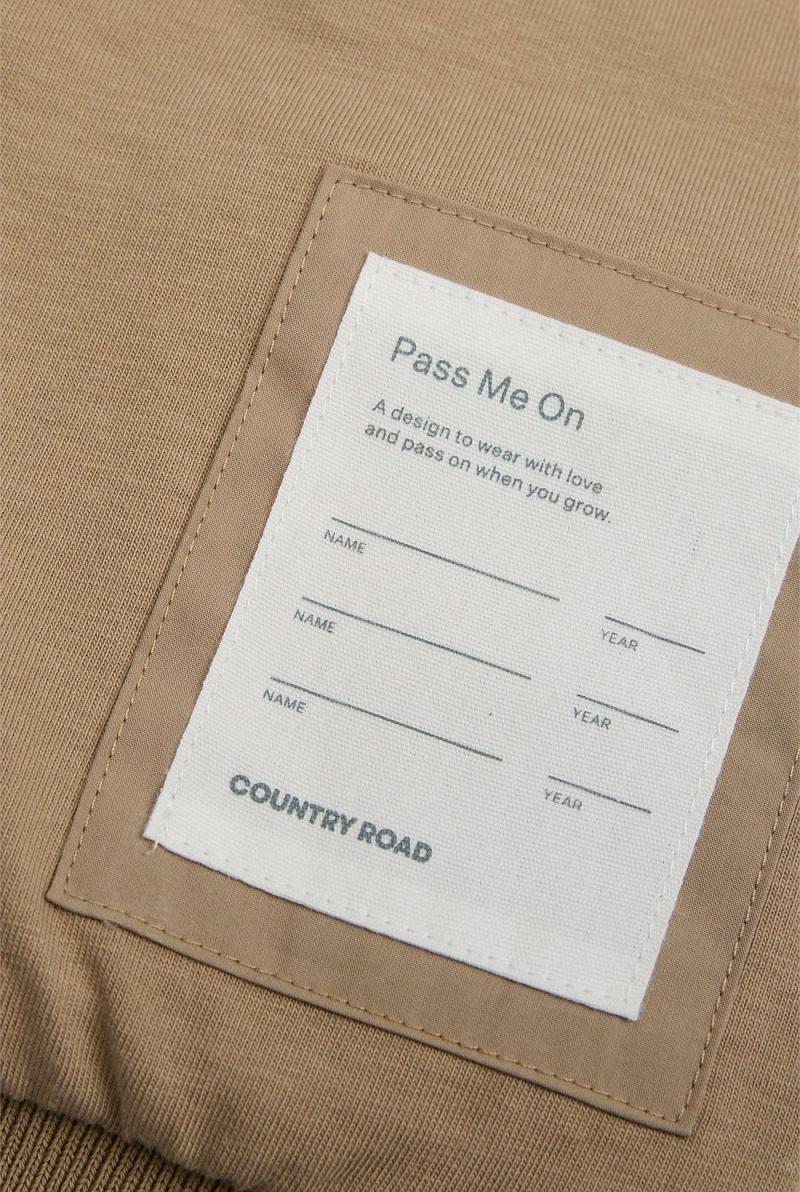 Pass Me On
A design to wear with love
and pass on when you grow.
NAME
YEAR
NAME
YEAR
NAME
YEAR
COUNTRY ROAD